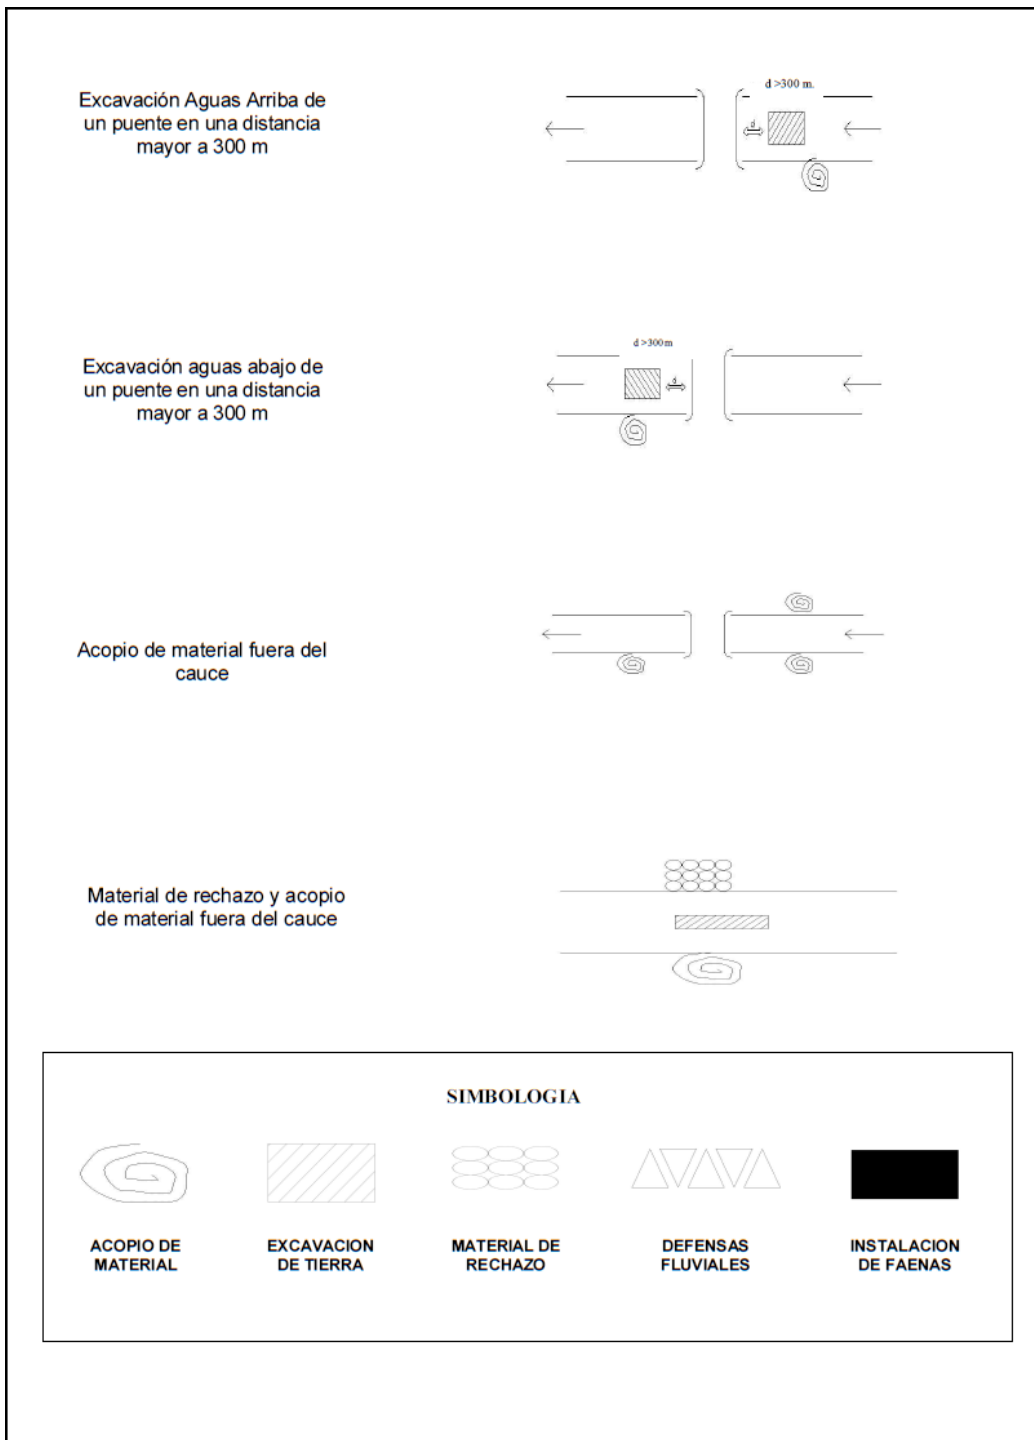 Excavación Aguas Arriba de
un puente en una distancia
mayor a 300 m
d >300 m.
d
Excavación aguas abajo de
un puente en una distancia
mayor a 300 m
d >300 m
d
Acopio de material fuera del
cauce
Material de rechazo y acopio
de material fuera del cauce
SIMBOLOGIA
ACOPIO DE
MATERIAL
EXCAVACION
DE TIERRA
MATERIAL DE
RECHAZO
DEFENSAS
FLUVIALES
INSTALACION
DE FAENAS